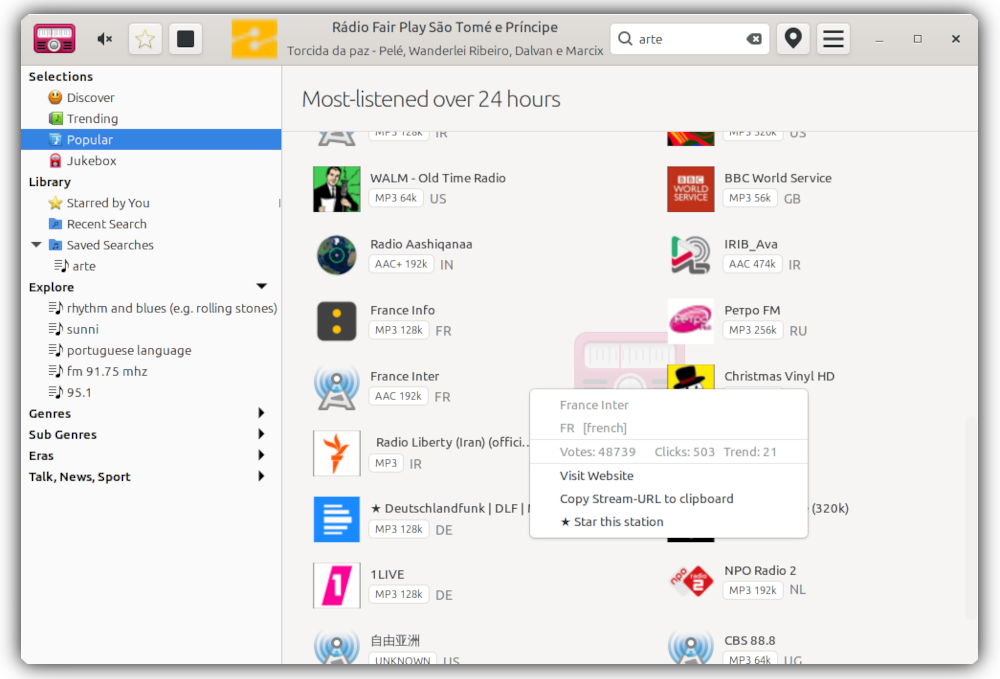 Rádio Fair Play São Tomé e Príncipe
Torcida da paz - Pelé, Wanderlei Ribeiro, Dalvan e Marcix
arte
Selections
Discover
Trending
Popular
Jukebox
Library
Starred by You
Recent Search
Saved Searches
arte
Explore
rhythm and blues (e.g. rolling stones)
sunni
portuguese language
fm 91.75 mhz
95.1
Genres
Sub Genres
Eras
Talk, News, Sport
Most-listened over 24 hours
MP3 128k IR
MP3 320k US
WALM - Old Time Radio
MP3 64k US
BBC
WORLD
SERVICE
BBC World Service
MP3 56k GB
Radio Aashiqanaa
AAC+ 192k IN
IRIB_Ava
AAC 474k IR
France Info
MP3 128k FR
Ретро FM
MP3 256k RU
France Inter
AAC 192k FR
Christmas Vinyl HD
Radio Liberty (Iran) (offici...
MP3 IR
★ Deutschlandfunk | DLF |
MP3 128k DE
(320k)
France Inter
FR [french]
Votes: 48739 Clicks: 503 Trend: 21
Visit Website
Copy Stream-URL to clipboard
★ Star this station
1
1LIVE
MP3 128k DE
npo radio 2
NPO Radio 2
MP3 192k NL
自由亚洲
UNKNOWN US
CBS 88.8
MP3 64k UG